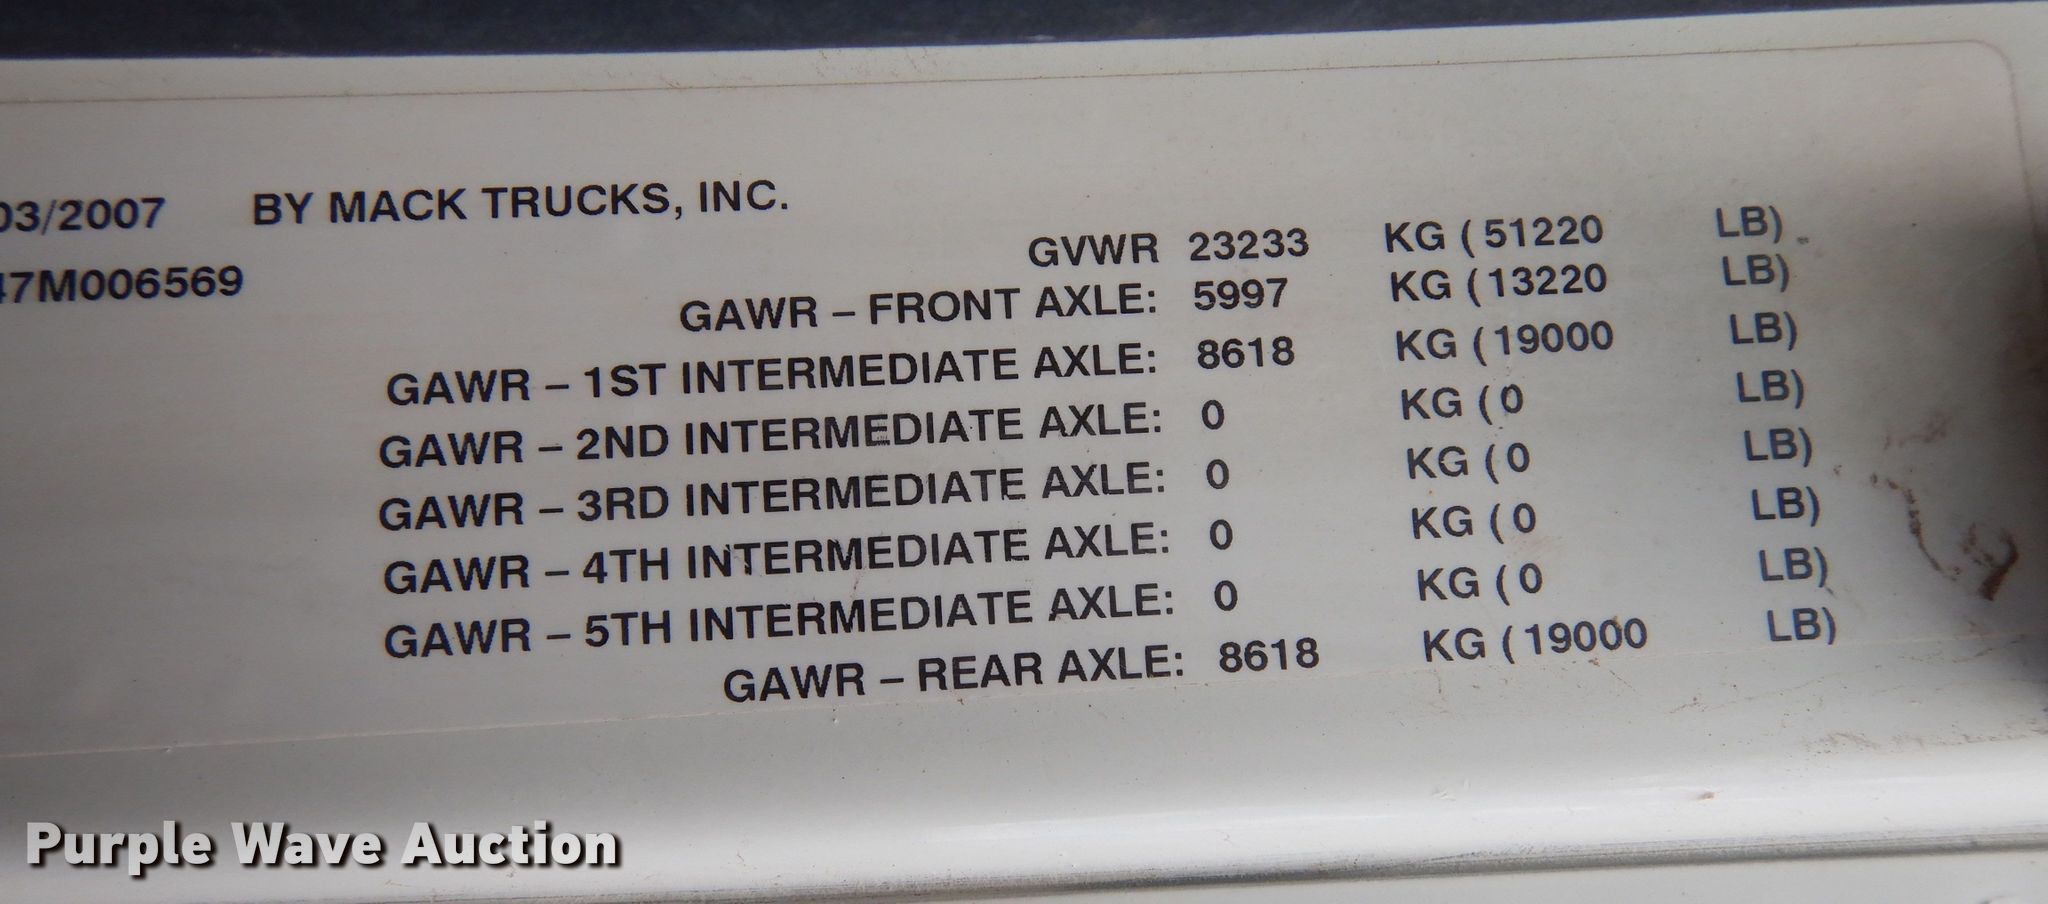 03/2007 BY MACK TRUCKS, INC.
GVWR 23233 KG ( 51220 LB)
47M006569
GAWR – FRONT AXLE: 5997 KG ( 13220 LB)
GAWR – 1ST INTERMEDIATE AXLE: 8618 KG ( 19000 LB)
GAWR – 2ND INTERMEDIATE AXLE: 0 KG ( 0 LB)
GAWR – 3RD INTERMEDIATE AXLE: 0 KG ( 0 LB)
GAWR – 4TH INTERMEDIATE AXLE: 0 KG ( 0 LB)
GAWR – 5TH INTERMEDIATE AXLE: 0 KG ( 0 LB)
GAWR – REAR AXLE: 8618 KG ( 19000 LB)
Purple Wave Auction